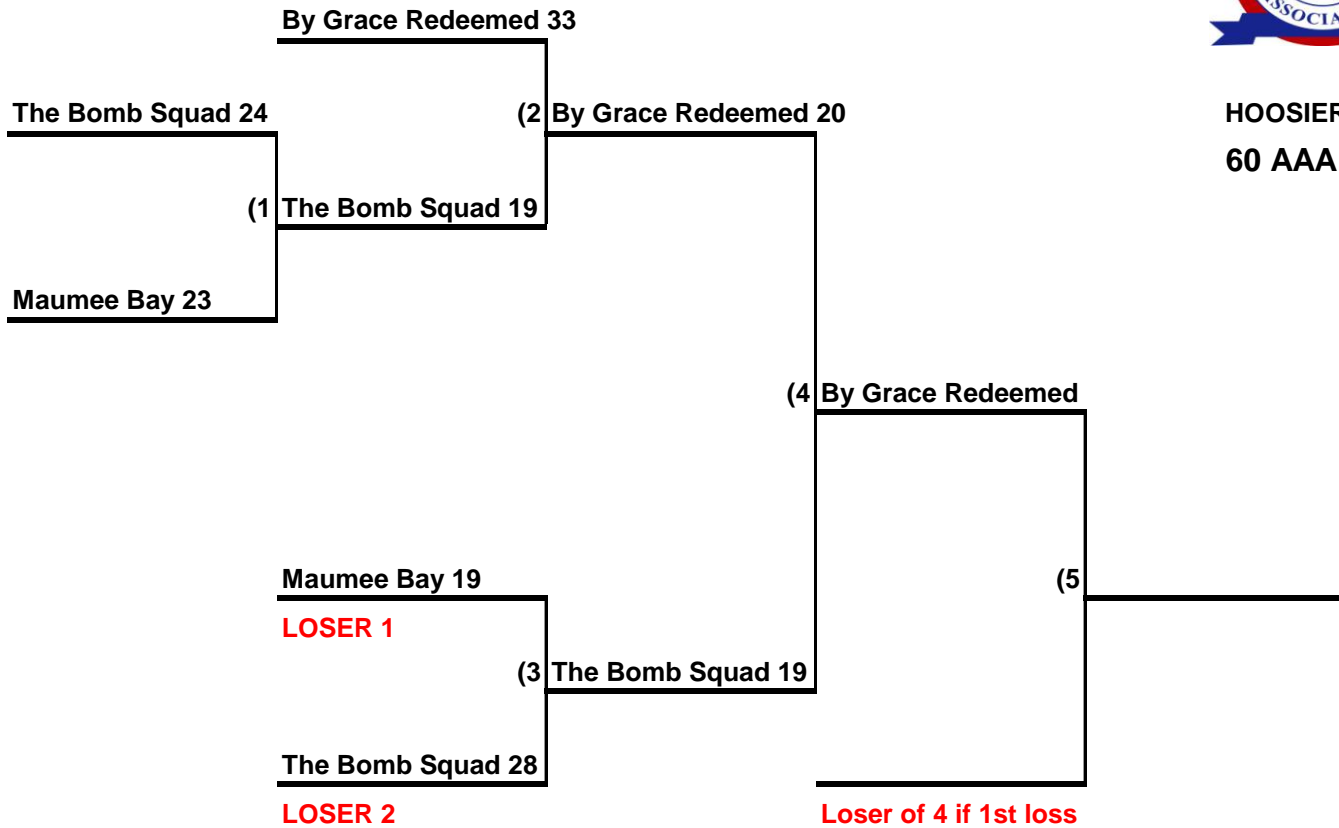 By Grace Redeemed 33
The Bomb Squad 24
(2 By Grace Redeemed 20
HOOSIER
60 AAA
(1 The Bomb Squad 19
Maumee Bay 23
(4 By Grace Redeemed
Maumee Bay 19
(5
LOSER 1
(3 The Bomb Squad 19
The Bomb Squad 28
LOSER 2
Loser of 4 if 1st loss